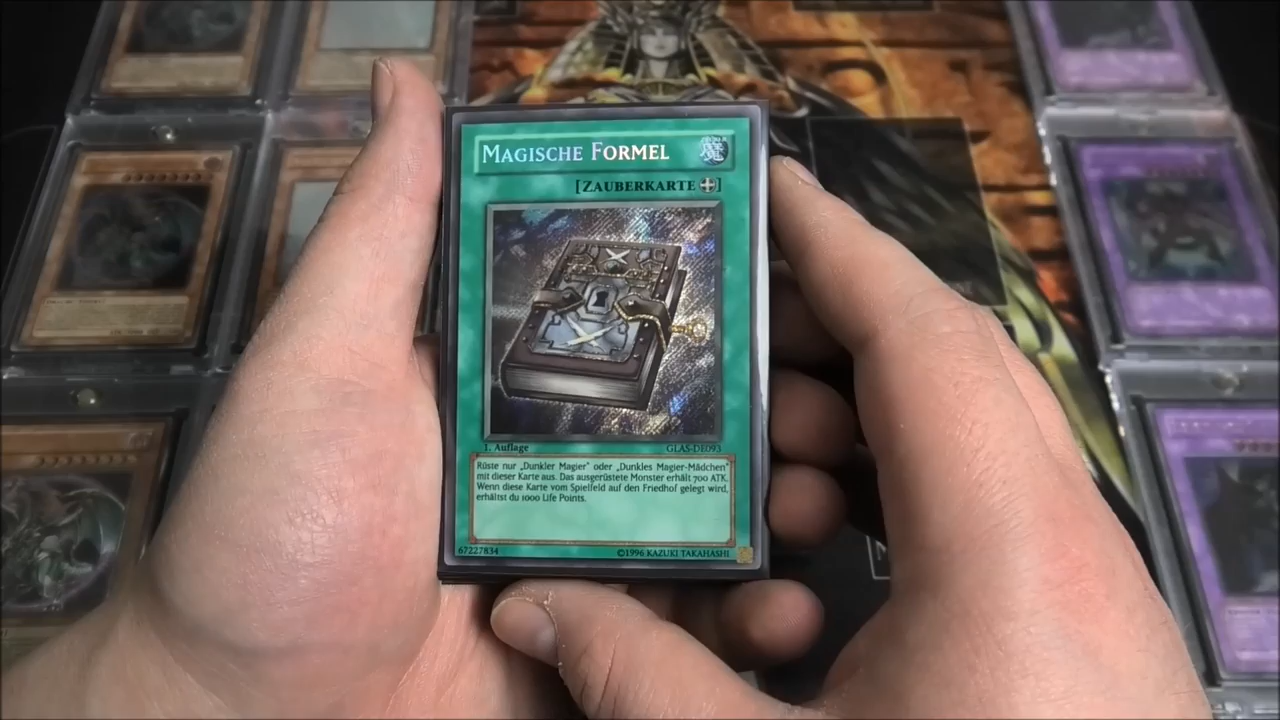 Magische Formel
[Zauberkarte]
1. Auflage
GLAS-DE093
Rüste nur „Dunkler Magier" oder „Dunkles Magier-Mädchen"
mit dieser Karte aus. Das ausgerüstete Monster erhält 700 ATK.
Wenn diese Karte vom Spielfeld auf den Friedhof gelegt wird,
erhältst du 1000 Life Points.
67227834
©1996 KAZUKI TAKAHASHI